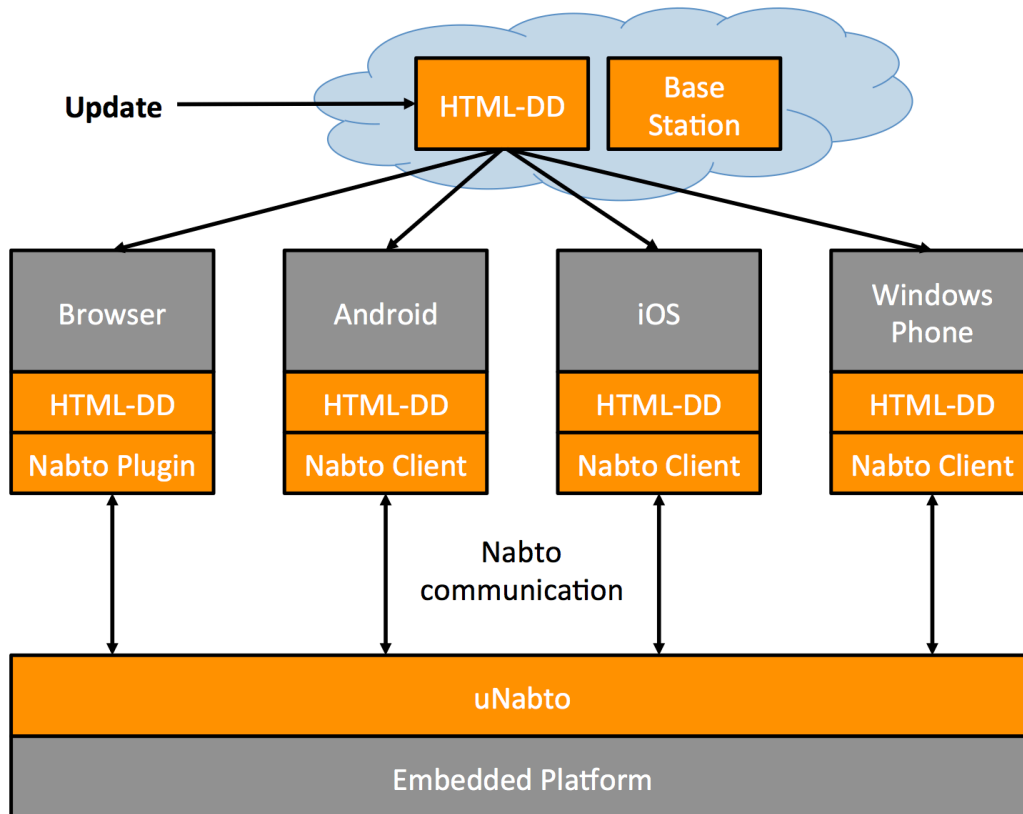 Update
HTML-DD
Base
Station
Browser
Android
iOS
Windows
Phone
HTML-DD
HTML-DD
HTML-DD
HTML-DD
Nabto Plugin
Nabto Client
Nabto Client
Nabto Client
Nabto
communication
uNabto
Embedded Platform